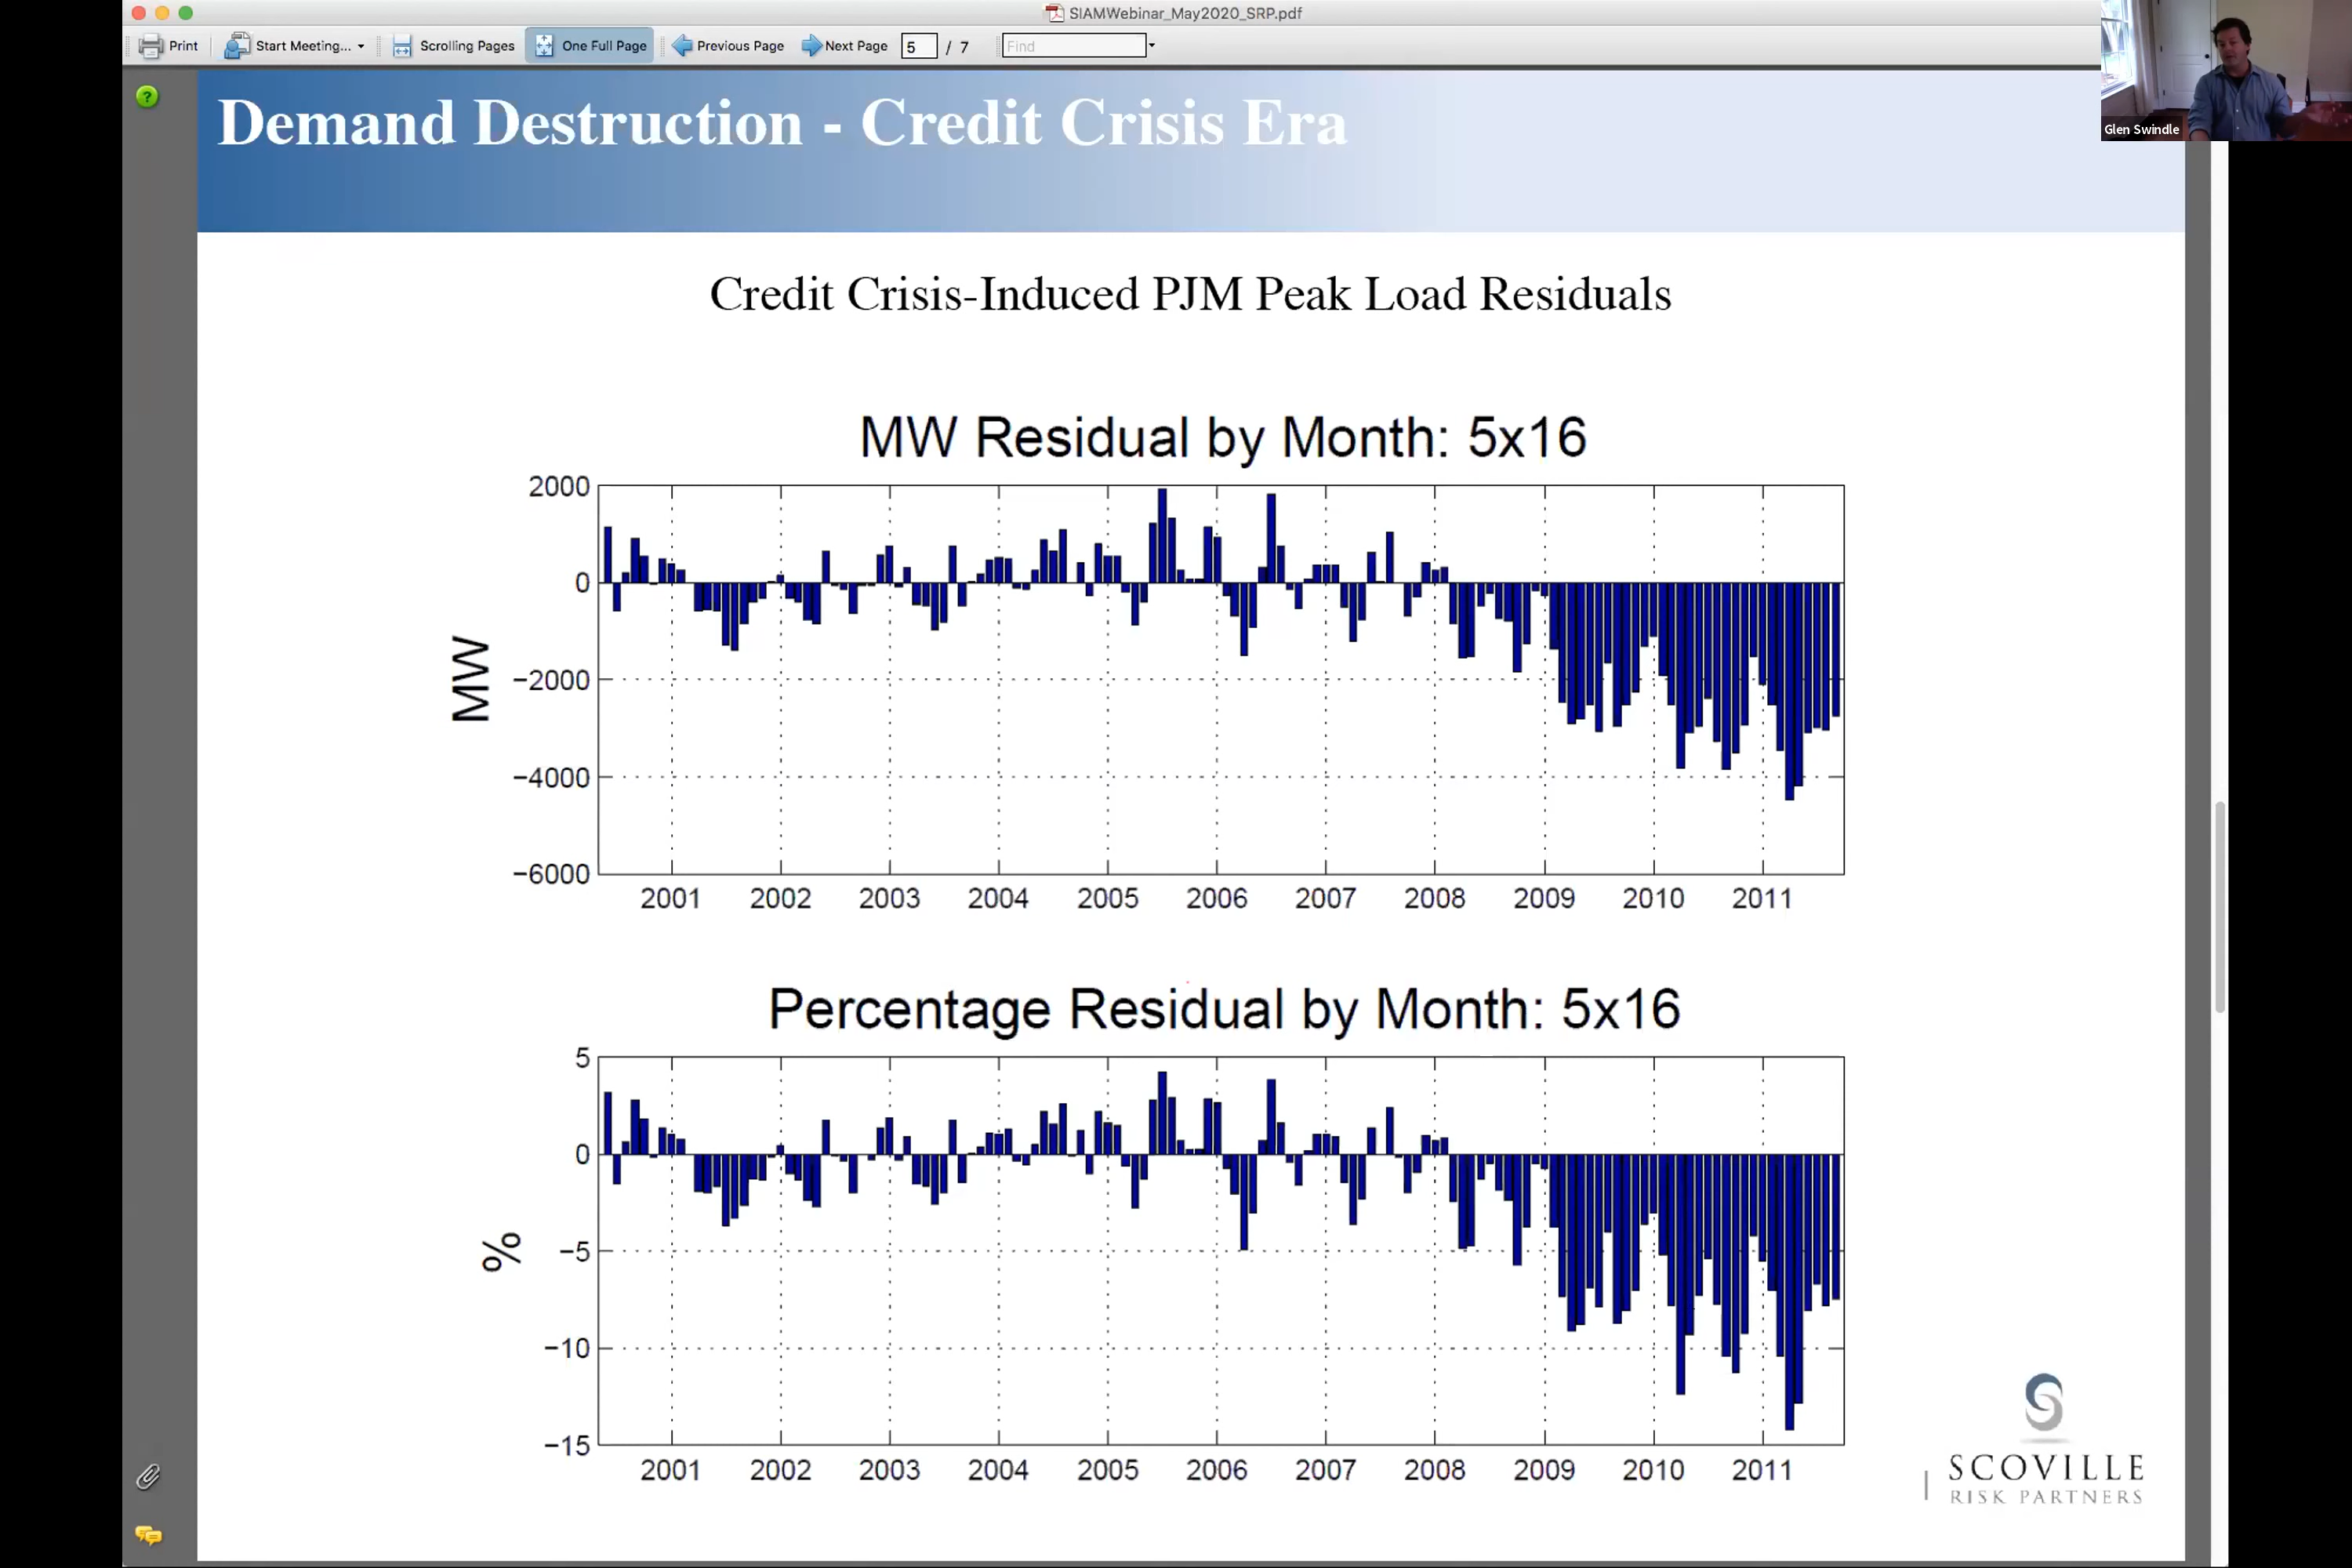 SIAMWebinar_May2020_SRP.pdf
Print
Start Meeting...
Scrolling Pages
One Full Page
Previous Page
Next Page
5 / 7
Find
Glen Swindle
?
Demand Destruction - Credit Crisis Era
Credit Crisis-Induced PJM Peak Load Residuals
MW Residual by Month: 5x16
MW
2000
0
−2000
−4000
−6000
2001 2002 2003 2004 2005 2006 2007 2008 2009 2010 2011
Percentage Residual by Month: 5x16
%
5
0
−5
−10
−15
2001 2002 2003 2004 2005 2006 2007 2008 2009 2010 2011
SCOVILLE
RISK PARTNERS